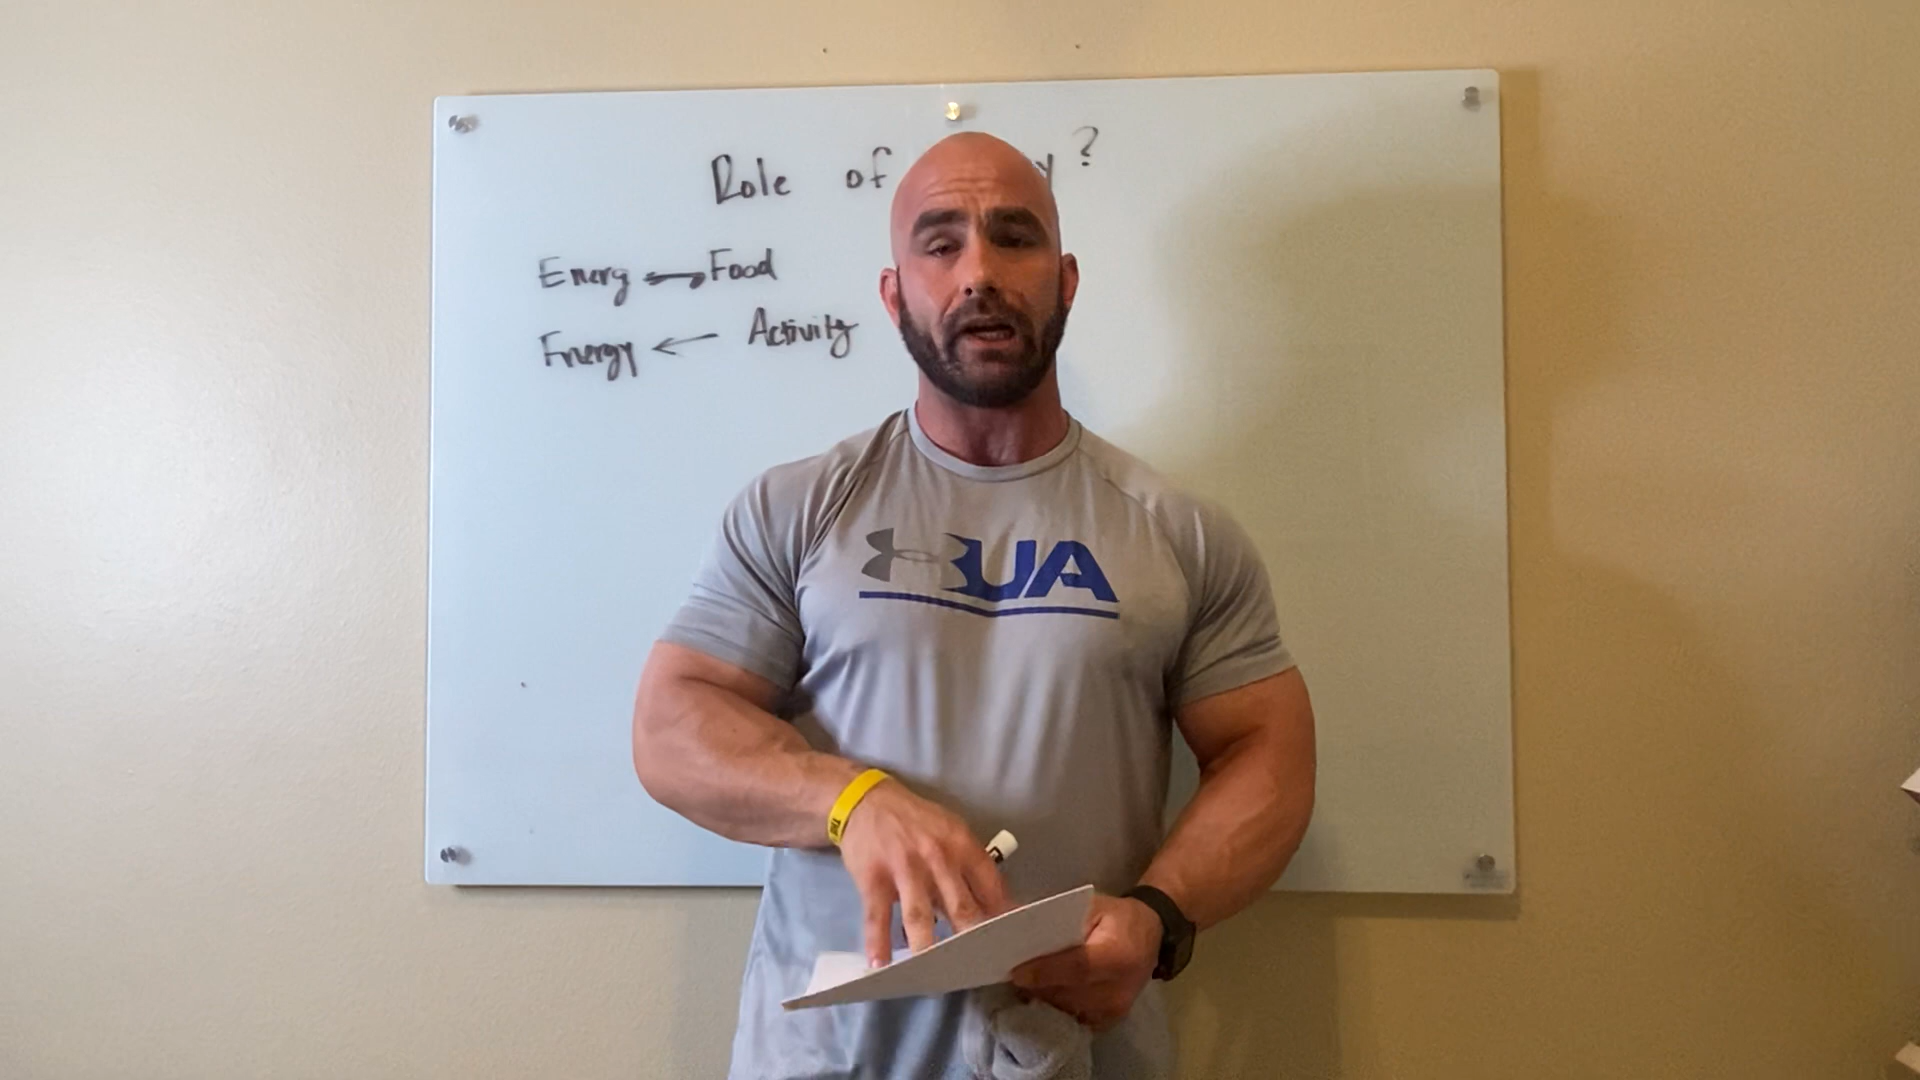 Role of y ?
Energ Food
Energy Activity
UA